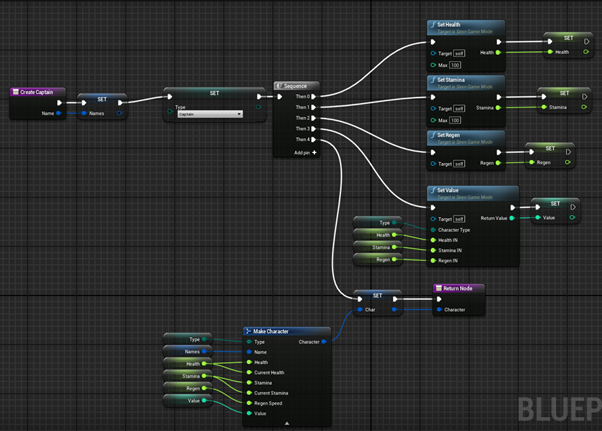 Create Captain
Name
SET
Names
SET
Type
Captain
Sequence
Then 0
Then 1
Then 2
Then 3
Then 4
Add pin
Set Health
Target is Siren Game Mode
Target self
Health
Max 100
SET
Health
Set Stamina
Target is Siren Game Mode
Target self
Stamina
Max 100
SET
Stamina
Set Regen
Target is Siren Game Mode
Target self
Regen
SET
Regen
Set Value
Target is Siren Game Mode
Target self
Return Value
Character Type
Health IN
Stamina IN
Regen IN
SET
Value
Type
Health
Stamina
Regen
SET
Char
Return Node
Character
Type
Names
Health
Stamina
Regen
Value
Make Character
Type
Character
Name
Health
Current Health
Stamina
Current Stamina
Regen Speed
Value
BLUEP